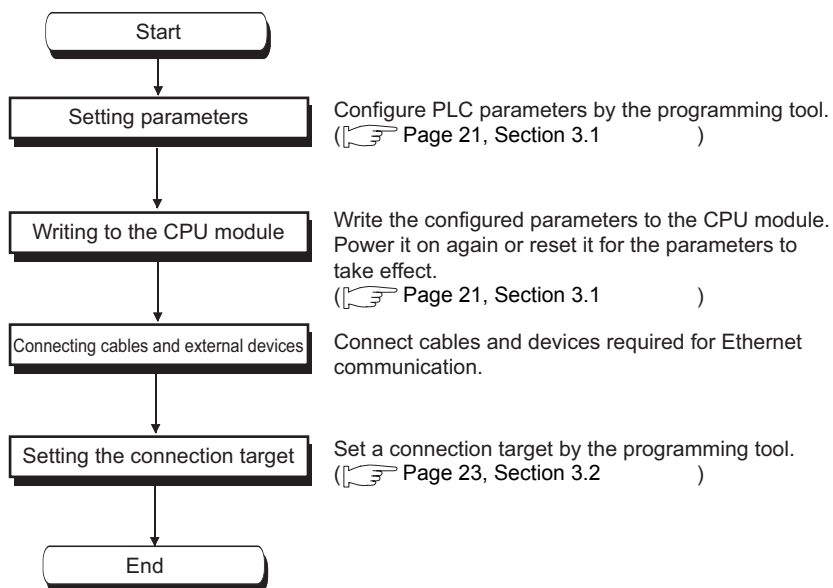 Start
Setting parameters
Configure PLC parameters by the programming tool.
( Page 21, Section 3.1 )
Writing to the CPU module
Write the configured parameters to the CPU module.
Power it on again or reset it for the parameters to
take effect.
( Page 21, Section 3.1 )
Connecting cables and external devices
Connect cables and devices required for Ethernet
communication.
Setting the connection target
Set a connection target by the programming tool.
( Page 23, Section 3.2 )
End